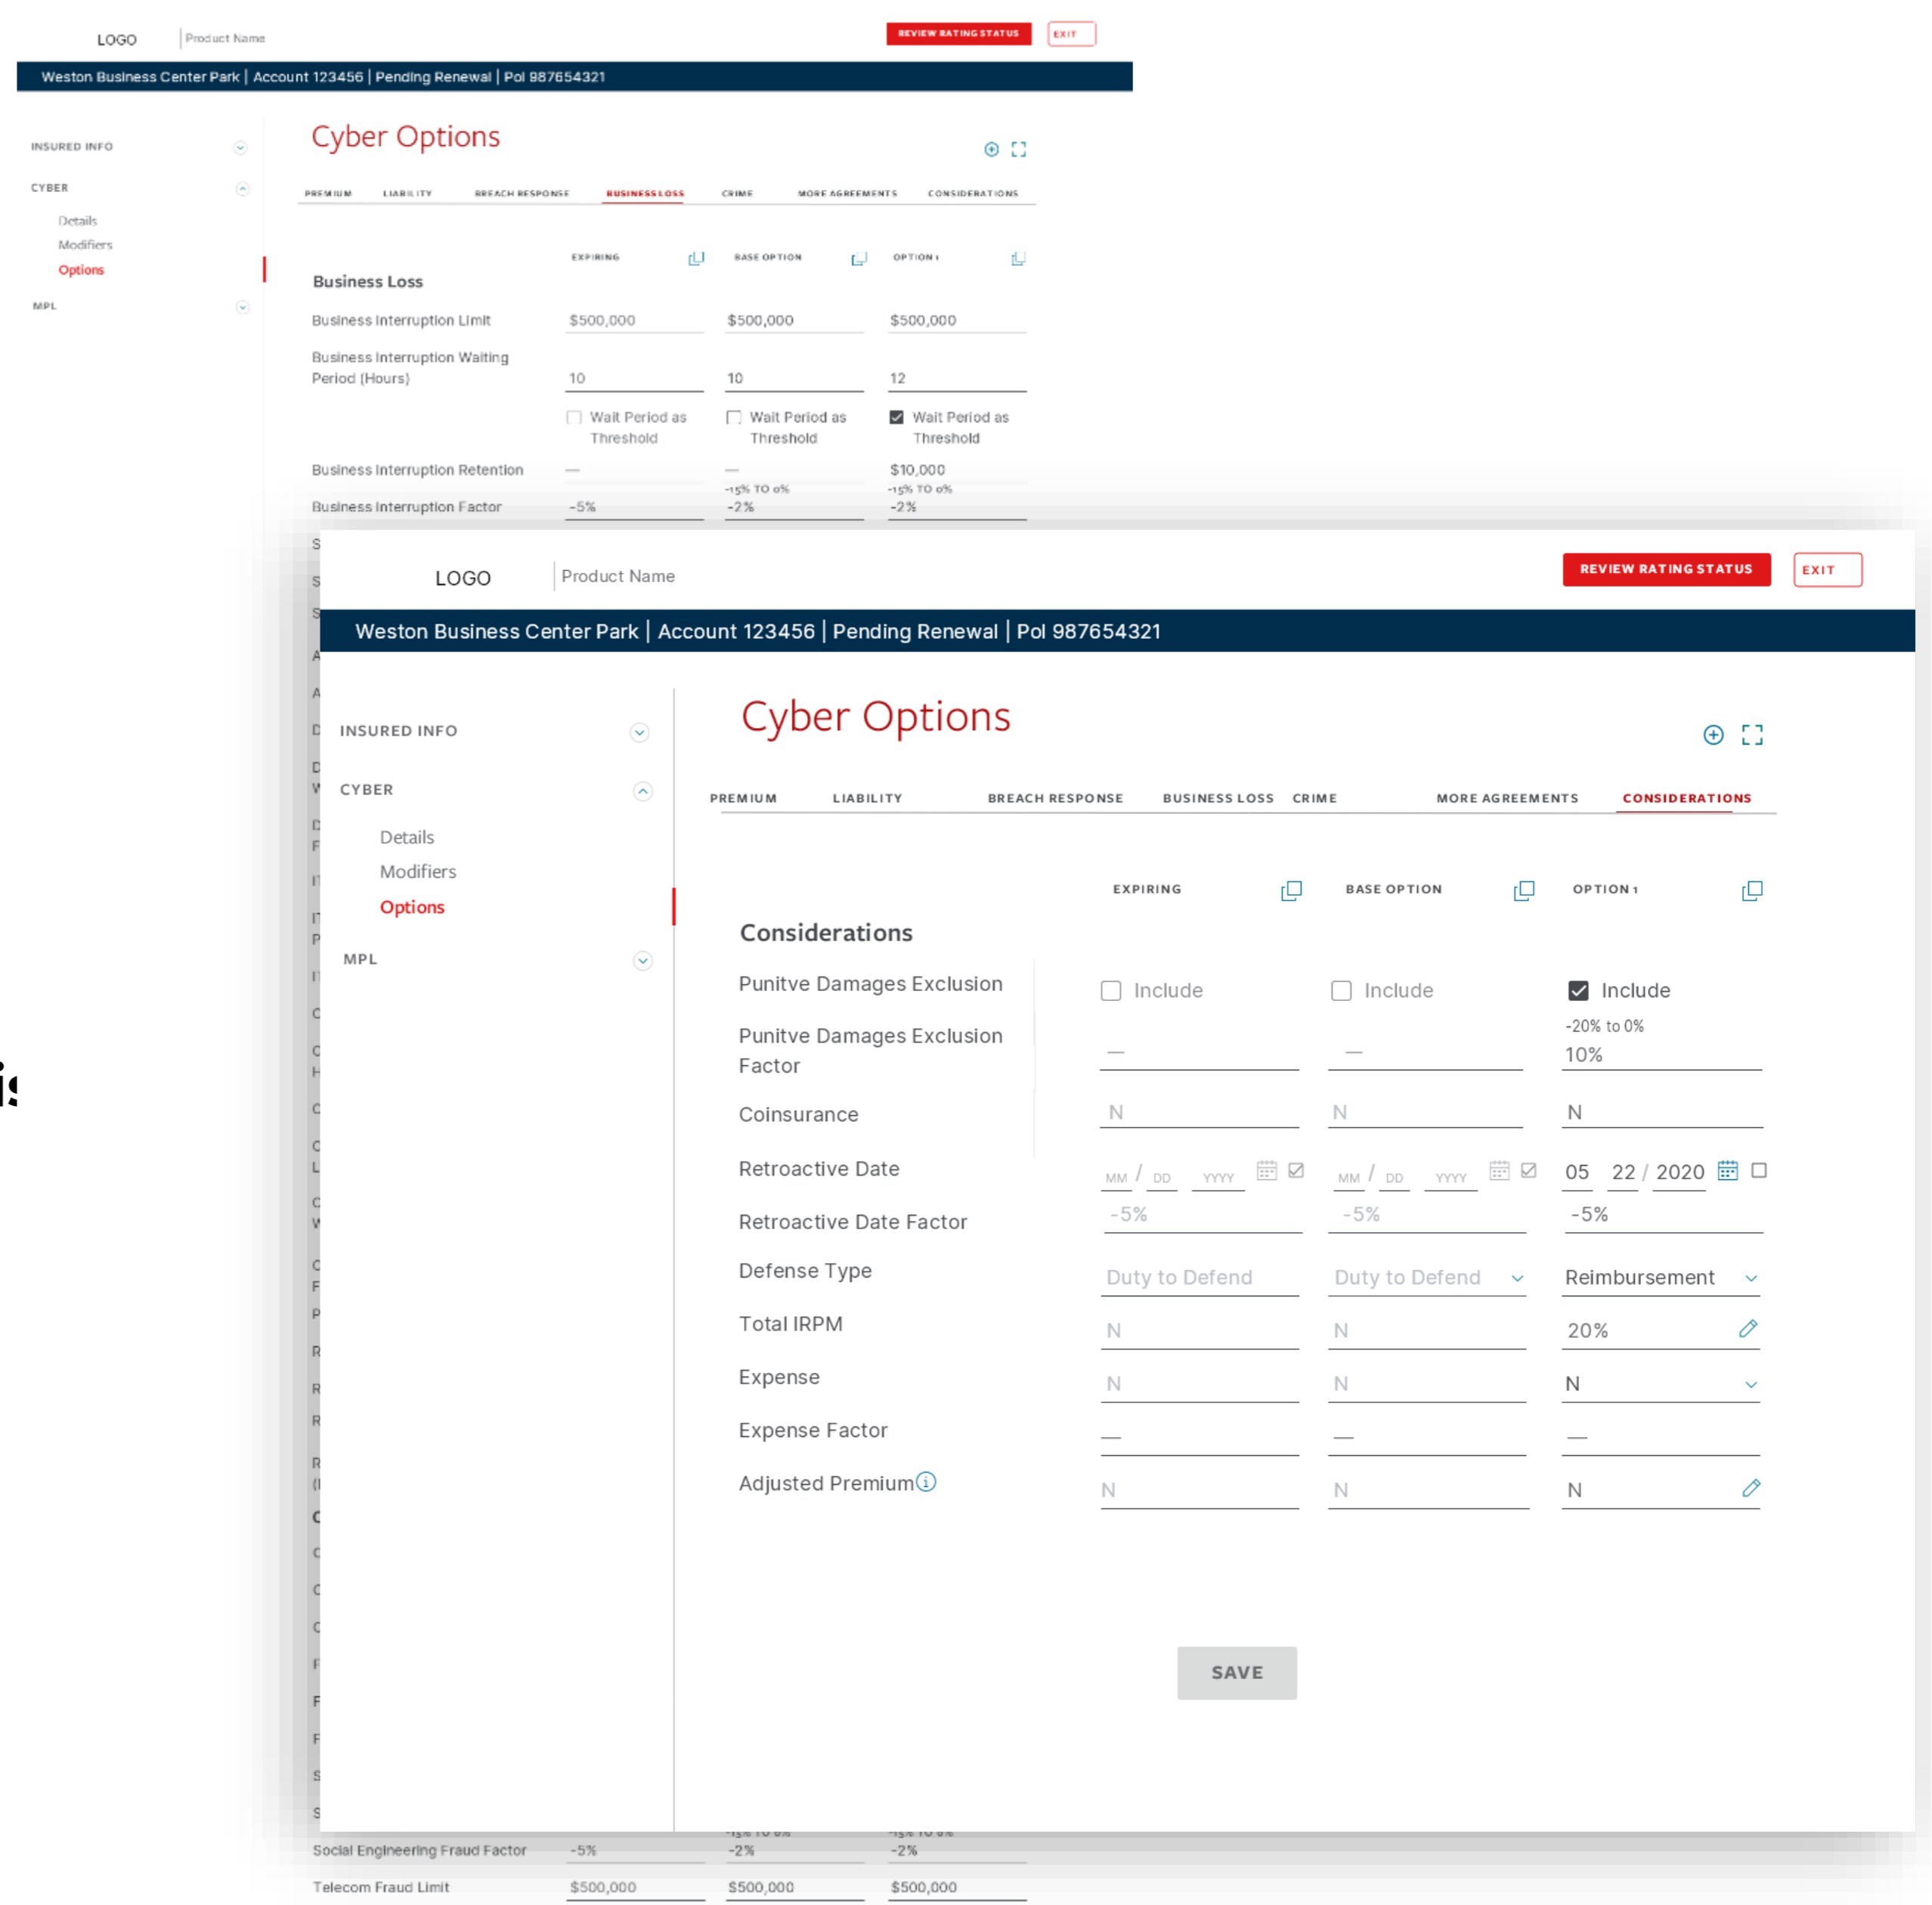 LOGO Product Name REVIEW RATING STATUS EXIT
Weston Business Center Park | Account 123456 | Pending Renewal | Pol 987654321
Cyber Options
INSURED INFO
CYBER
Details
Modifiers
Options
MPL
PREMIUM LIABILITY BREACH RESPONSE BUSINESS LOSS CRIME MORE AGREEMENTS CONSIDERATIONS
EXPIRING BASE OPTION OPTION 1
Business Loss
Business Interruption Limit $500,000 $500,000 $500,000
Business Interruption Waiting
Period (Hours) 10 10 12
Wait Period as Wait Period as Wait Period as
Threshold Threshold Threshold
Business Interruption Retention — — $10,000
-15% TO 0% -15% TO 0%
Business Interruption Factor -5% -2% -2%
LOGO Product Name REVIEW RATING STATUS EXIT
Weston Business Center Park | Account 123456 | Pending Renewal | Pol 987654321
Cyber Options
INSURED INFO
CYBER
Details
Modifiers
Options
MPL
PREMIUM LIABILITY BREACH RESPONSE BUSINESS LOSS CRIME MORE AGREEMENTS CONSIDERATIONS
EXPIRING BASE OPTION OPTION 1
Considerations
Punitve Damages Exclusion Include Include Include
-20% to 0%
Punitve Damages Exclusion
Factor — — 10%
Coinsurance N N N
Retroactive Date MM / DD YYYY MM / DD YYYY 05 22 / 2020
Retroactive Date Factor -5% -5% -5%
Defense Type Duty to Defend Duty to Defend Reimbursement
Total IRPM N N 20%
Expense N N N
Expense Factor — — —
Adjusted Premium N N N
SAVE
Social Engineering Fraud Factor -5% -2% -2%
Telecom Fraud Limit $500,000 $500,000 $500,000